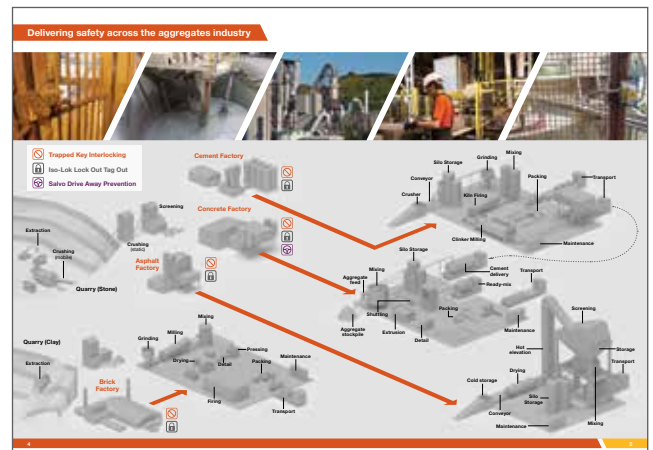 Delivering safety across the aggregates industry
Trapped Key Interlocking
Iso-Lok Lock Out Tag Out
Salvo Drive Away Prevention
Cement Factory
Concrete Factory
Asphalt
Factory
Screening
Extraction
Crushing
(mobile)
Crushing
(static)
Quarry (Stone)
Crusher
Conveyor
Silo Storage
Kiln Firing
Grinding
Mixing
Packing
Transport
Clinker Milling
Maintenance
Aggregate
feed
Mixing
Silo Storage
Cement
delivery
Transport
Ready-mix
Packing
Shutting
Aggregate
stockpile
Extrusion
Detail
Maintenance
Quarry (Clay)
Extraction
Brick
Factory
Grinding
Milling
Mixing
Drying
Detail
Pressing
Packing
Maintenance
Firing
Transport
Screening
Hot
elevation
Storage
Transport
Drying
Cold storage
Conveyor
Silo
Storage
Maintenance
Mixing
4